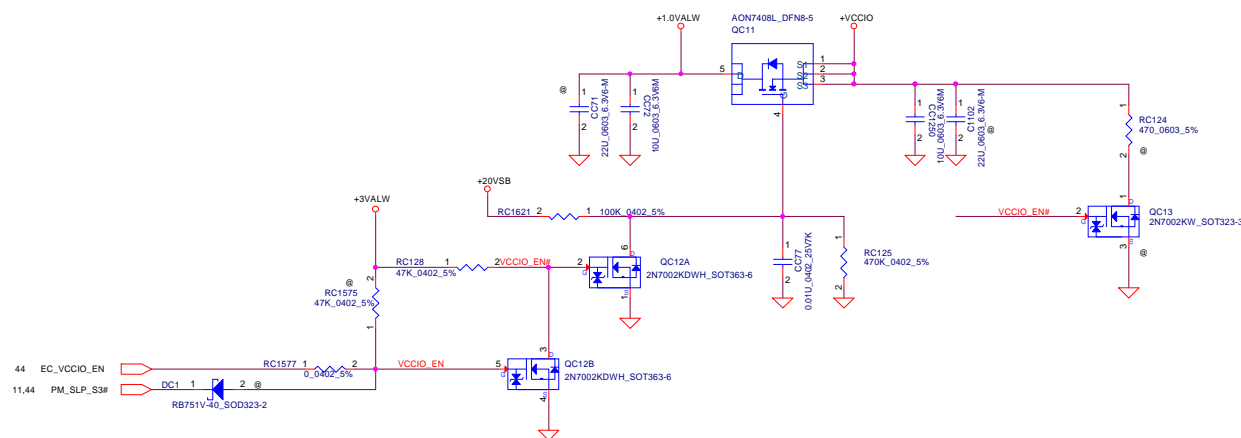 +1.0VALW
AON7408L_DFN8-5
QC11
+VCCIO
5
D
S1
S2
S3
G
1
2
3
4
@
1
2
CC71
22U_0603_6.3V6-M
1
2
CC72
10U_0603_6.3V6M
1
2
CC1250
10U_0603_6.3V6M
1
2
C1102
22U_0603_6.3V6-M
@
1
2
RC124
470_0603_5%
@
+20VSB
RC1621
2
1
100K_0402_5%
+3VALW
RC128
47K_0402_5%
1
2
VCCIO_EN#
2
G
6
D
1
S
QC12A
2N7002KDWH_SOT363-6
1
2
CC77
0.01U_0402_25V7K
1
2
RC125
470K_0402_5%
VCCIO_EN#
2
G
1
D
3
S
QC13
2N7002KW_SOT323-3
@
@
2
RC1575
47K_0402_5%
1
44
EC_VCCIO_EN
RC1577
1
2
0_0402_5%
VCCIO_EN
5
G
3
D
4
S
QC12B
2N7002KDWH_SOT363-6
11,44
PM_SLP_S3#
DC1
1
2
@
RB751V-40_SOD323-2